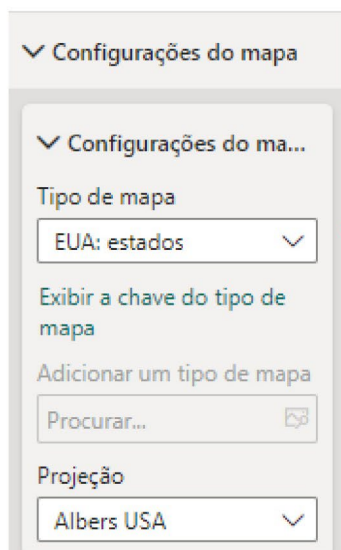 Configurações do mapa
Configurações do ma...
Tipo de mapa
EUA: estados
Exibir a chave do tipo de
mapa
Adicionar um tipo de mapa
Procurar...
Projeção
Albers USA